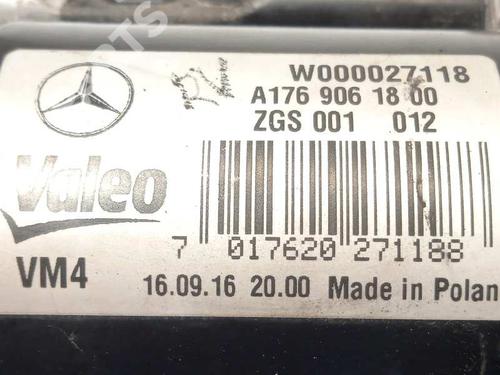 W000027118
A176 906 18 00
ZGS 001 012
Valeo
7 017620 271188
VM4 16.09.16 20.00 Made in Polan